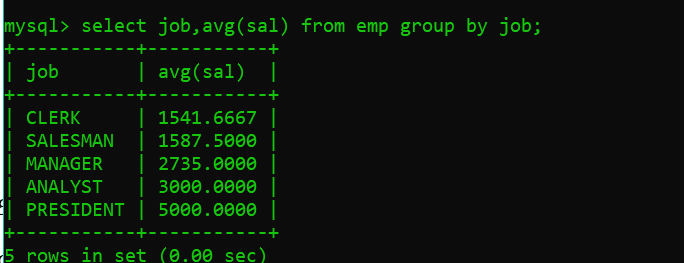 mysql> select job,avg(sal) from emp group by job;
+-----------+-----------+
| job       | avg(sal)  |
+-----------+-----------+
| CLERK     | 1541.6667 |
| SALESMAN  | 1587.5000 |
| MANAGER   | 2735.0000 |
| ANALYST   | 3000.0000 |
| PRESIDENT | 5000.0000 |
+-----------+-----------+
5 rows in set (0.00 sec)